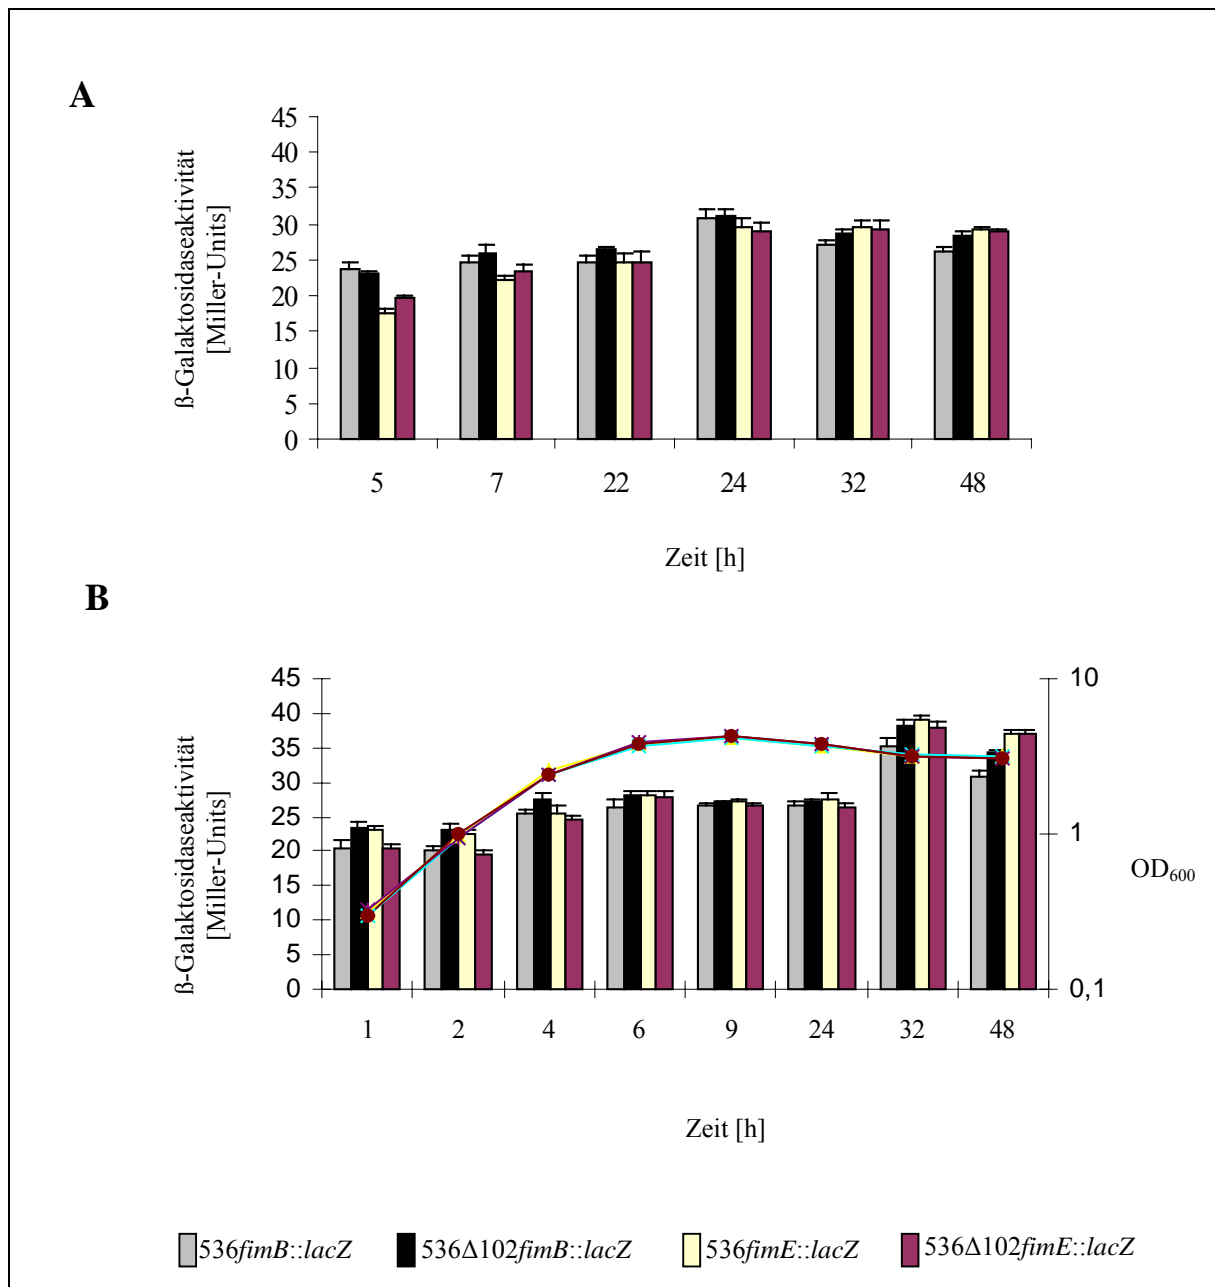 A
ß-Galaktosidaseaktivität
[Miller-Units]
45
40
35
30
25
20
15
10
5
0
5 7 22 24 32 48
Zeit [h]
B
ß-Galaktosidaseaktivität
[Miller-Units]
45
40
35
30
25
20
15
10
5
0
10
1
0,1
OD600
1 2 4 6 9 24 32 48
Zeit [h]
536fimB::lacZ 536Δ102fimB::lacZ 536fimE::lacZ 536Δ102fimE::lacZ